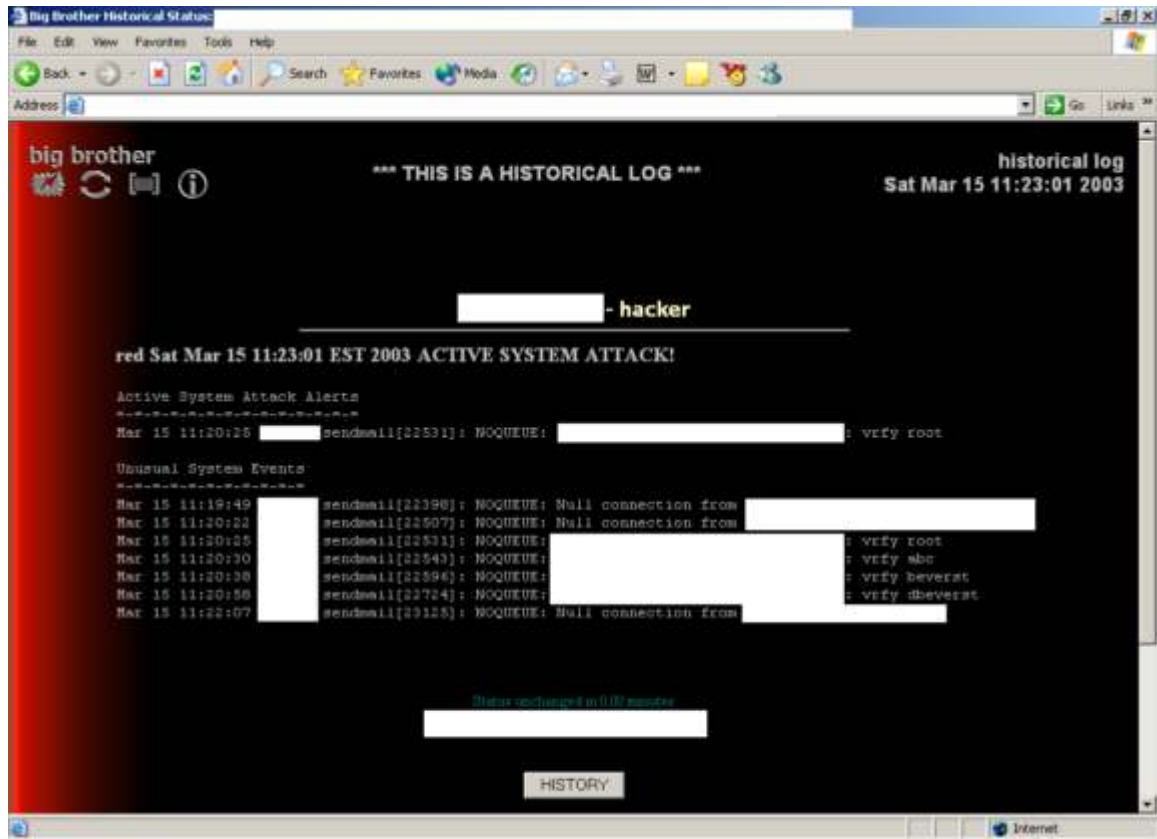 Big Brother Historical Status:
File Edit View Favorites Tools Help
Back Search Favorites Media
Address Go Links »
big brother
*** THIS IS A HISTORICAL LOG ***
historical log
Sat Mar 15 11:23:01 2003
- hacker
red Sat Mar 15 11:23:01 EST 2003 ACTIVE SYSTEM ATTACK!
Active System Attack Alerts
=-=-=-=-=-=-=-=-=-=-=-=-=-=
Mar 15 11:20:25 sendmail[22531]: NOQUEUE: : vrfy root
Unusual System Events
=-=-=-=-=-=-=-=-=-=-=
Mar 15 11:19:49 sendmail[22398]: NOQUEUE: Null connection from
Mar 15 11:20:22 sendmail[22507]: NOQUEUE: Null connection from
Mar 15 11:20:25 sendmail[22531]: NOQUEUE: : vrfy root
Mar 15 11:20:30 sendmail[22543]: NOQUEUE: : vrfy abc
Mar 15 11:20:38 sendmail[22596]: NOQUEUE: : vrfy beverst
Mar 15 11:20:58 sendmail[22724]: NOQUEUE: : vrfy dbeverst
Mar 15 11:22:07 sendmail[23125]: NOQUEUE: Null connection from
Status unchanged in 0.00 minutes
HISTORY
Internet